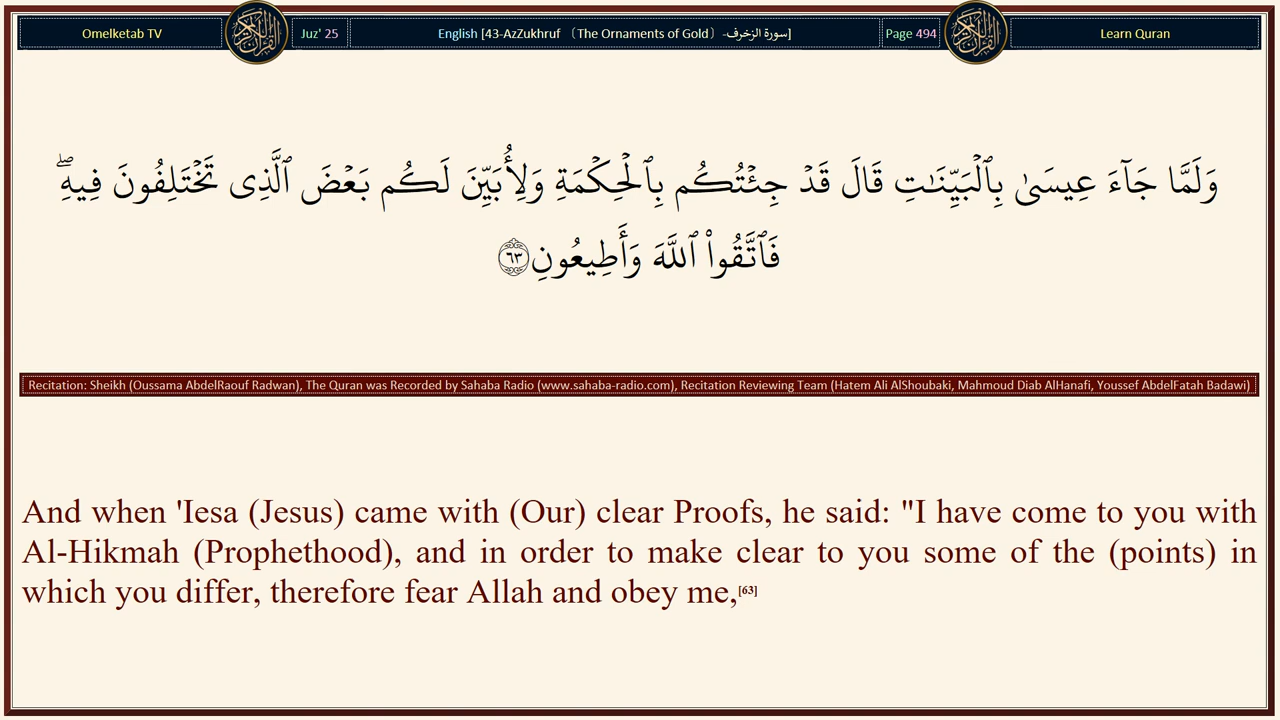 Omelketab TV
Juz' 25
English [43-AzZukhruf 〔The Ornaments of Gold〕-سورة الزخرف]
Page 494
Learn Quran
وَلَمَّا جَآءَ عِيسَىٰ بِٱلْبَيِّنَـٰتِ قَالَ قَدْ جِئْتُكُم بِٱلْحِكْمَةِ وَلِأُبَيِّنَ لَكُم بَعْضَ ٱلَّذِى تَخْتَلِفُونَ فِيهِ ۖ
فَٱتَّقُوا۟ ٱللَّهَ وَأَطِيعُونِ ٦٣
Recitation: Sheikh (Oussama AbdelRaouf Radwan), The Quran was Recorded by Sahaba Radio (www.sahaba-radio.com), Recitation Reviewing Team (Hatem Ali AlShoubaki, Mahmoud Diab AlHanafi, Youssef AbdelFatah Badawi)
And when 'Iesa (Jesus) came with (Our) clear Proofs, he said: "I have come to you with
Al-Hikmah (Prophethood), and in order to make clear to you some of the (points) in
which you differ, therefore fear Allah and obey me,[63]